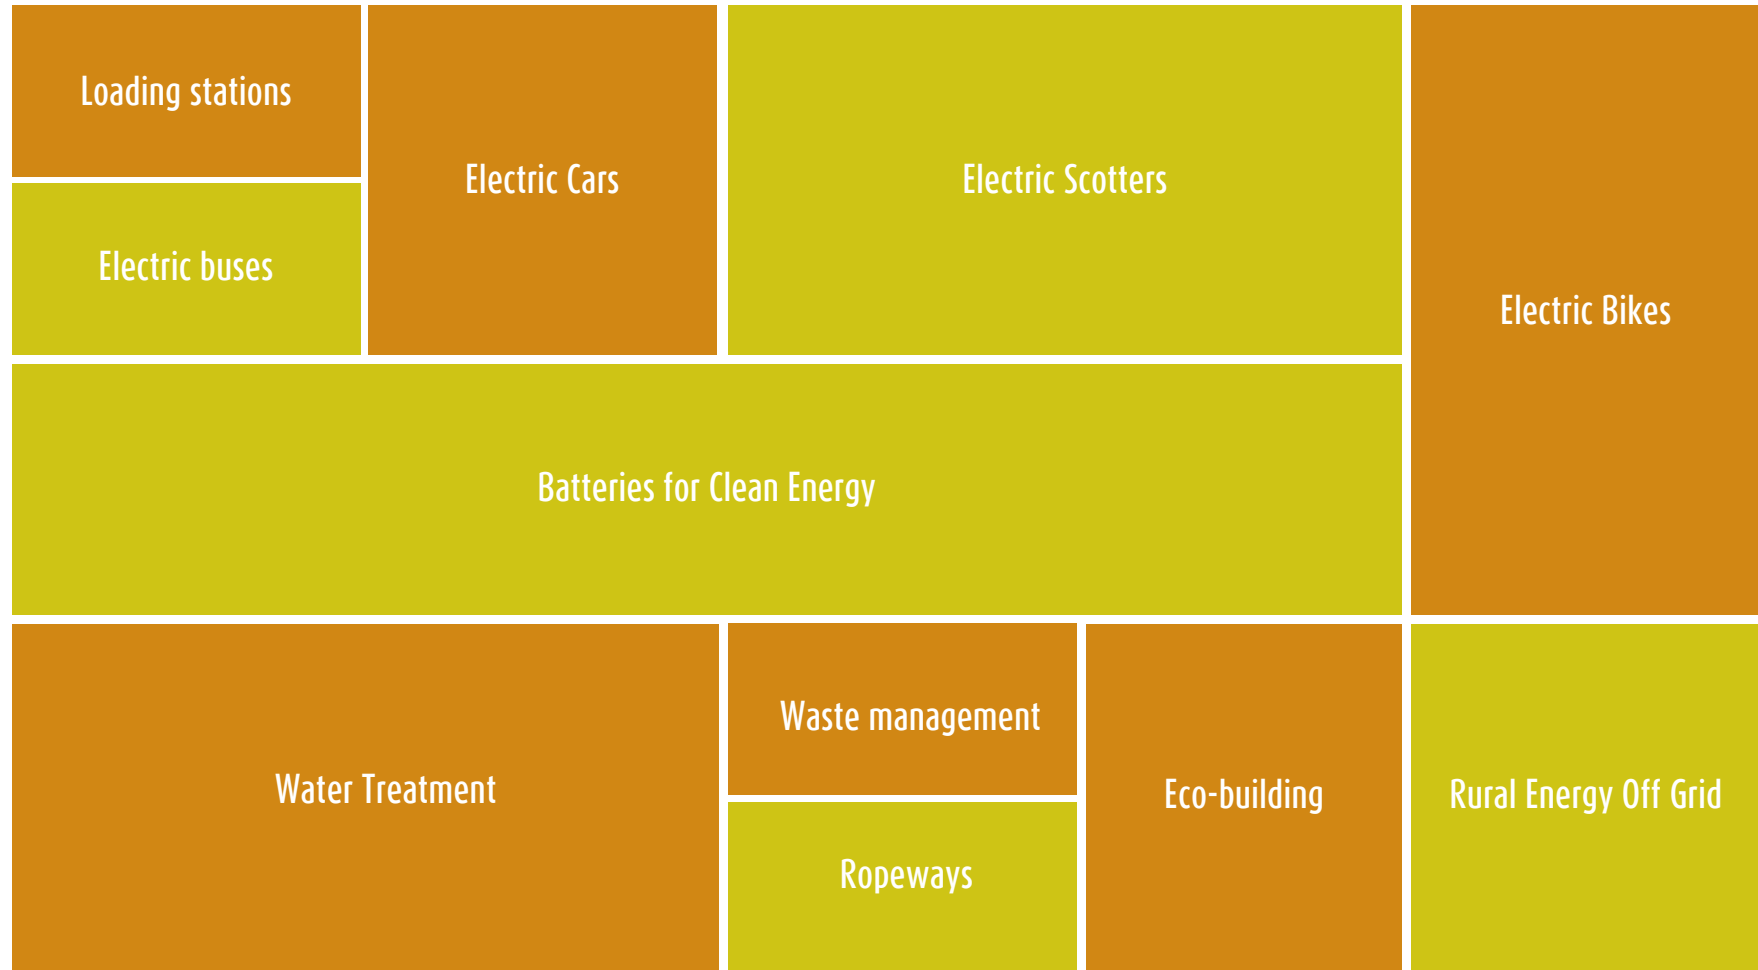 Loading stations
Electric Cars
Electric Scotters
Electric buses
Electric Bikes
Batteries for Clean Energy
Water Treatment
Waste management
Eco-building
Rural Energy Off Grid
Ropeways